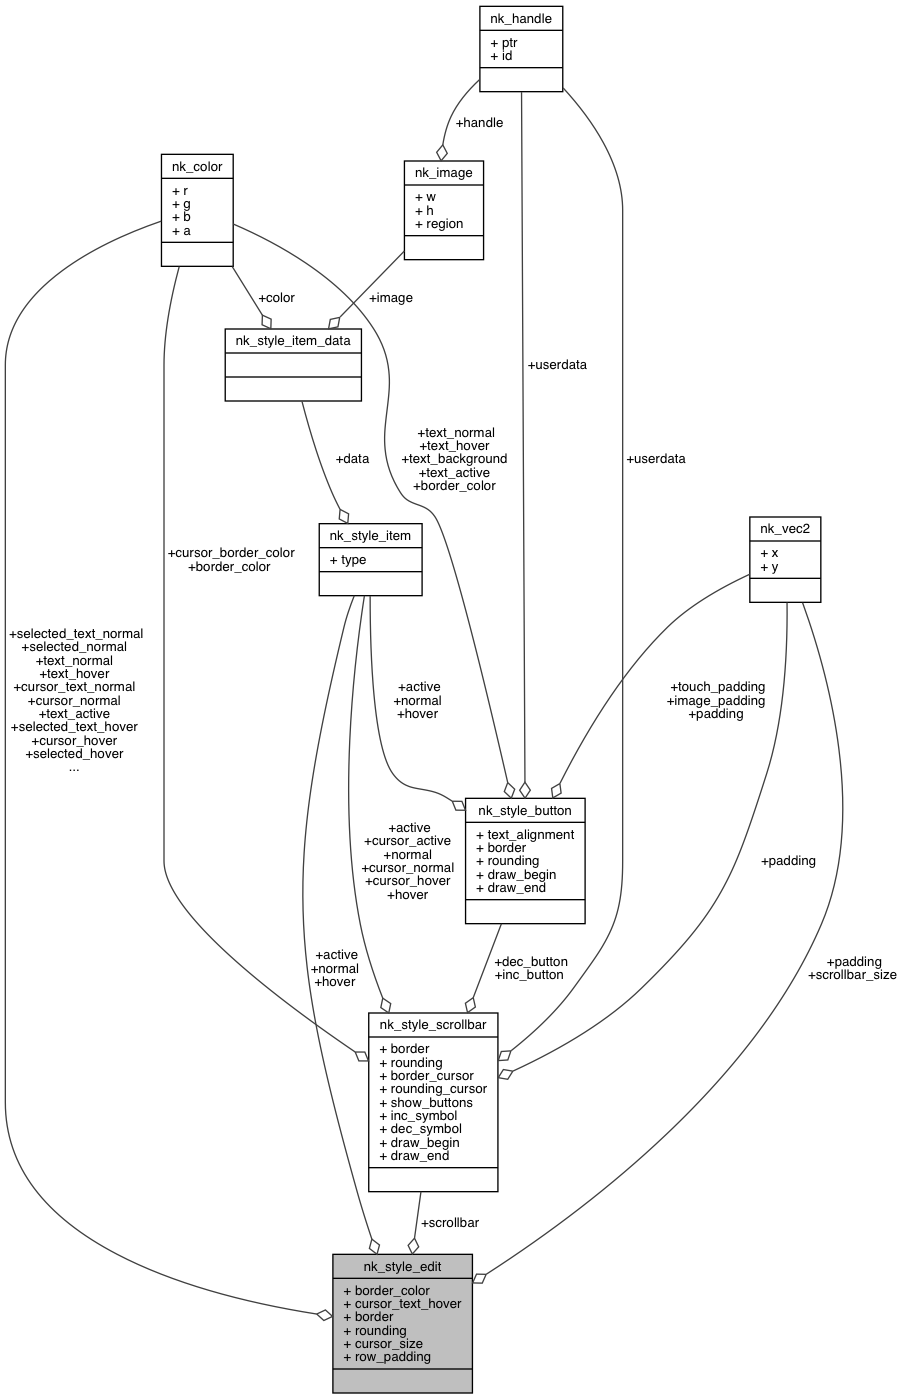 nk_handle
+ ptr
+ id
+handle
nk_color
+ r
+ g
+ b
+ a
nk_image
+ w
+ h
+ region
+color
+image
nk_style_item_data
+userdata
+text_normal
+text_hover
+text_background
+text_active
+border_color
+data
+userdata
nk_style_item
+ type
nk_vec2
+ x
+ y
+cursor_border_color
+border_color
+selected_text_normal
+selected_normal
+text_normal
+text_hover
+cursor_text_normal
+cursor_normal
+text_active
+selected_text_hover
+cursor_hover
+selected_hover
...
+active
+normal
+hover
+touch_padding
+image_padding
+padding
nk_style_button
+ text_alignment
+ border
+ rounding
+ draw_begin
+ draw_end
+active
+cursor_active
+normal
+cursor_normal
+cursor_hover
+hover
+padding
+active
+normal
+hover
+dec_button
+inc_button
+padding
+scrollbar_size
nk_style_scrollbar
+ border
+ rounding
+ border_cursor
+ rounding_cursor
+ show_buttons
+ inc_symbol
+ dec_symbol
+ draw_begin
+ draw_end
+scrollbar
nk_style_edit
+ border_color
+ cursor_text_hover
+ border
+ rounding
+ cursor_size
+ row_padding